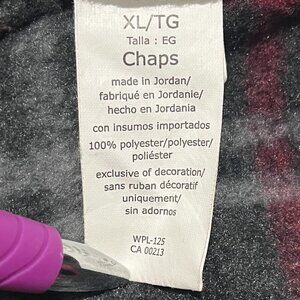 XL/TG
Talla : EG
Chaps
made in Jordan/
fabriqué en Jordanie/
hecho en Jordania
con insumos importados
100% polyester/polyester/
poliéster
exclusive of decoration/
sans ruban décoratif
uniquement/
sin adornos
WPL-125
CA 00213